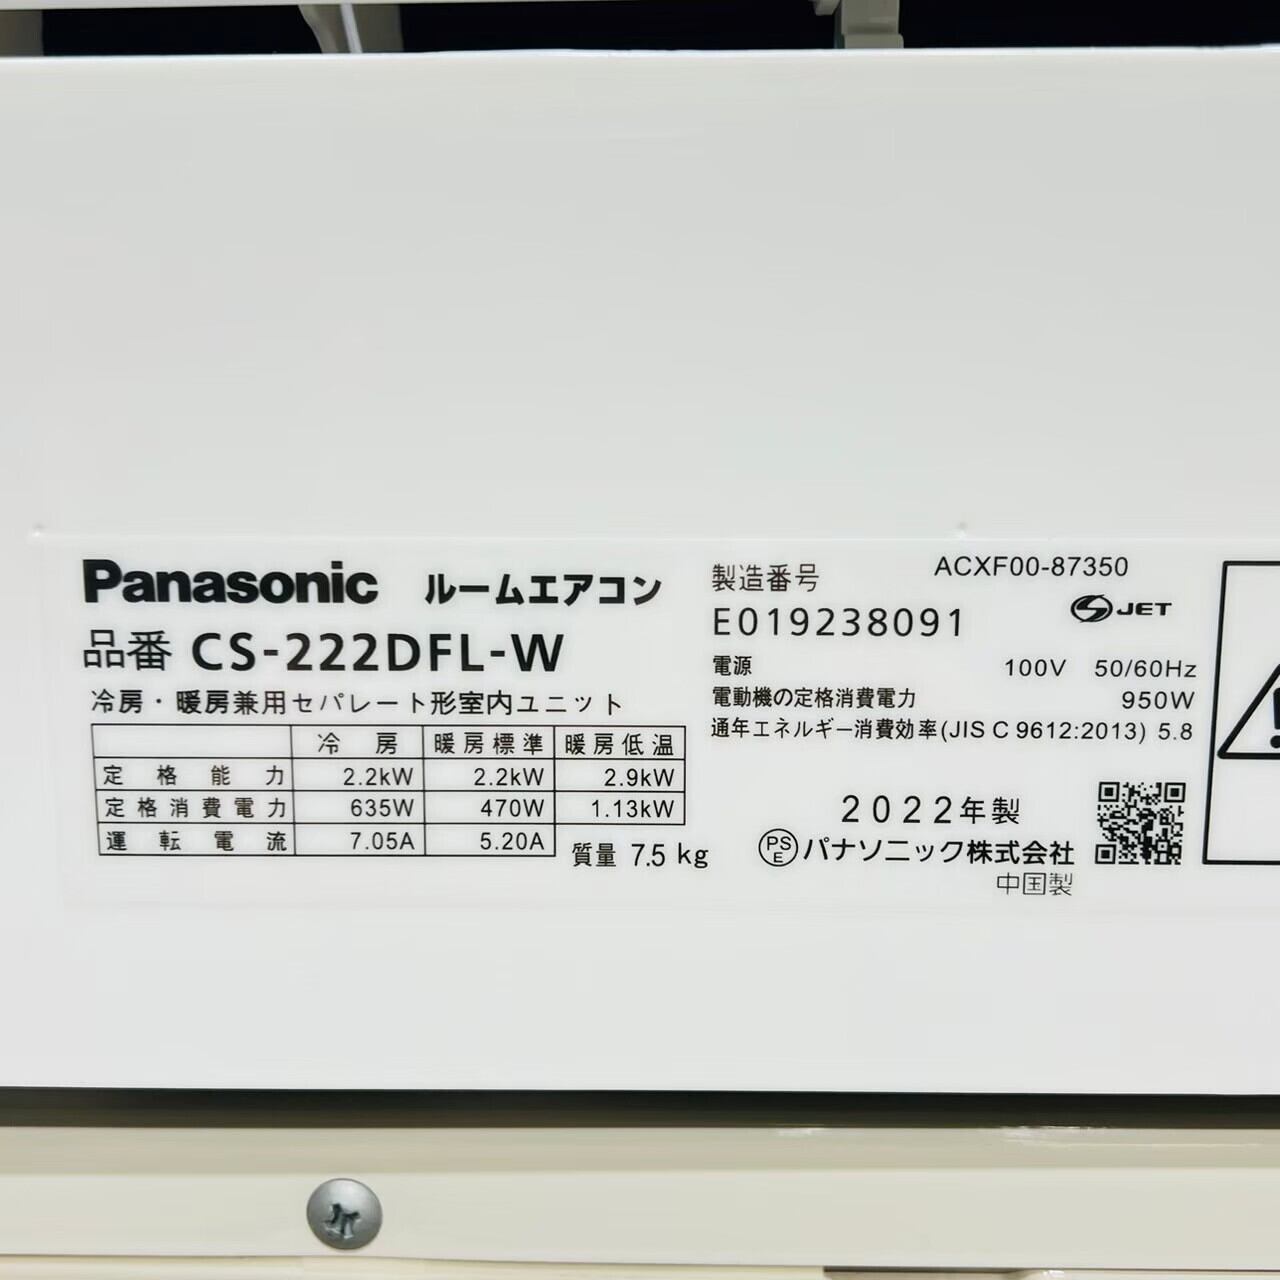 Panasonic ルームエアコン
品番 CS-222DFL-W
冷房・暖房兼用セパレート形室内ユニット
冷房 暖房標準 暖房低温
定格能力 2.2kW 2.2kW 2.9kW
定格消費電力 635W 470W 1.13kW
運転電流 7.05A 5.20A
質量 7.5 kg
製造番号 ACXF00-87350
E019238091 JET
電源 100V 50/60Hz
電動機の定格消費電力 950W
通年エネルギー消費効率(JIS C 9612:2013) 5.8
2022年製
PSE パナソニック株式会社
中国製